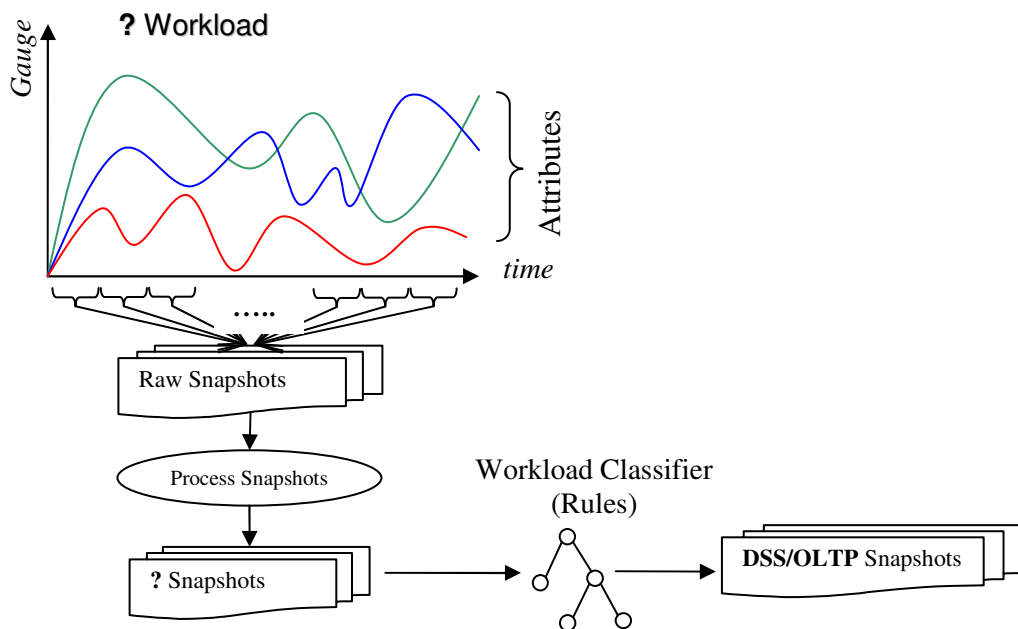 ? Workload
Gauge
Attributes
time
.....
Raw Snapshots
Process Snapshots
Workload Classifier
(Rules)
? Snapshots
DSS/OLTP Snapshots